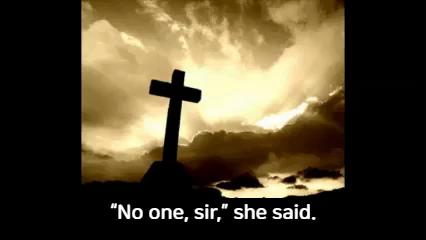 “No one, sir,” she said.